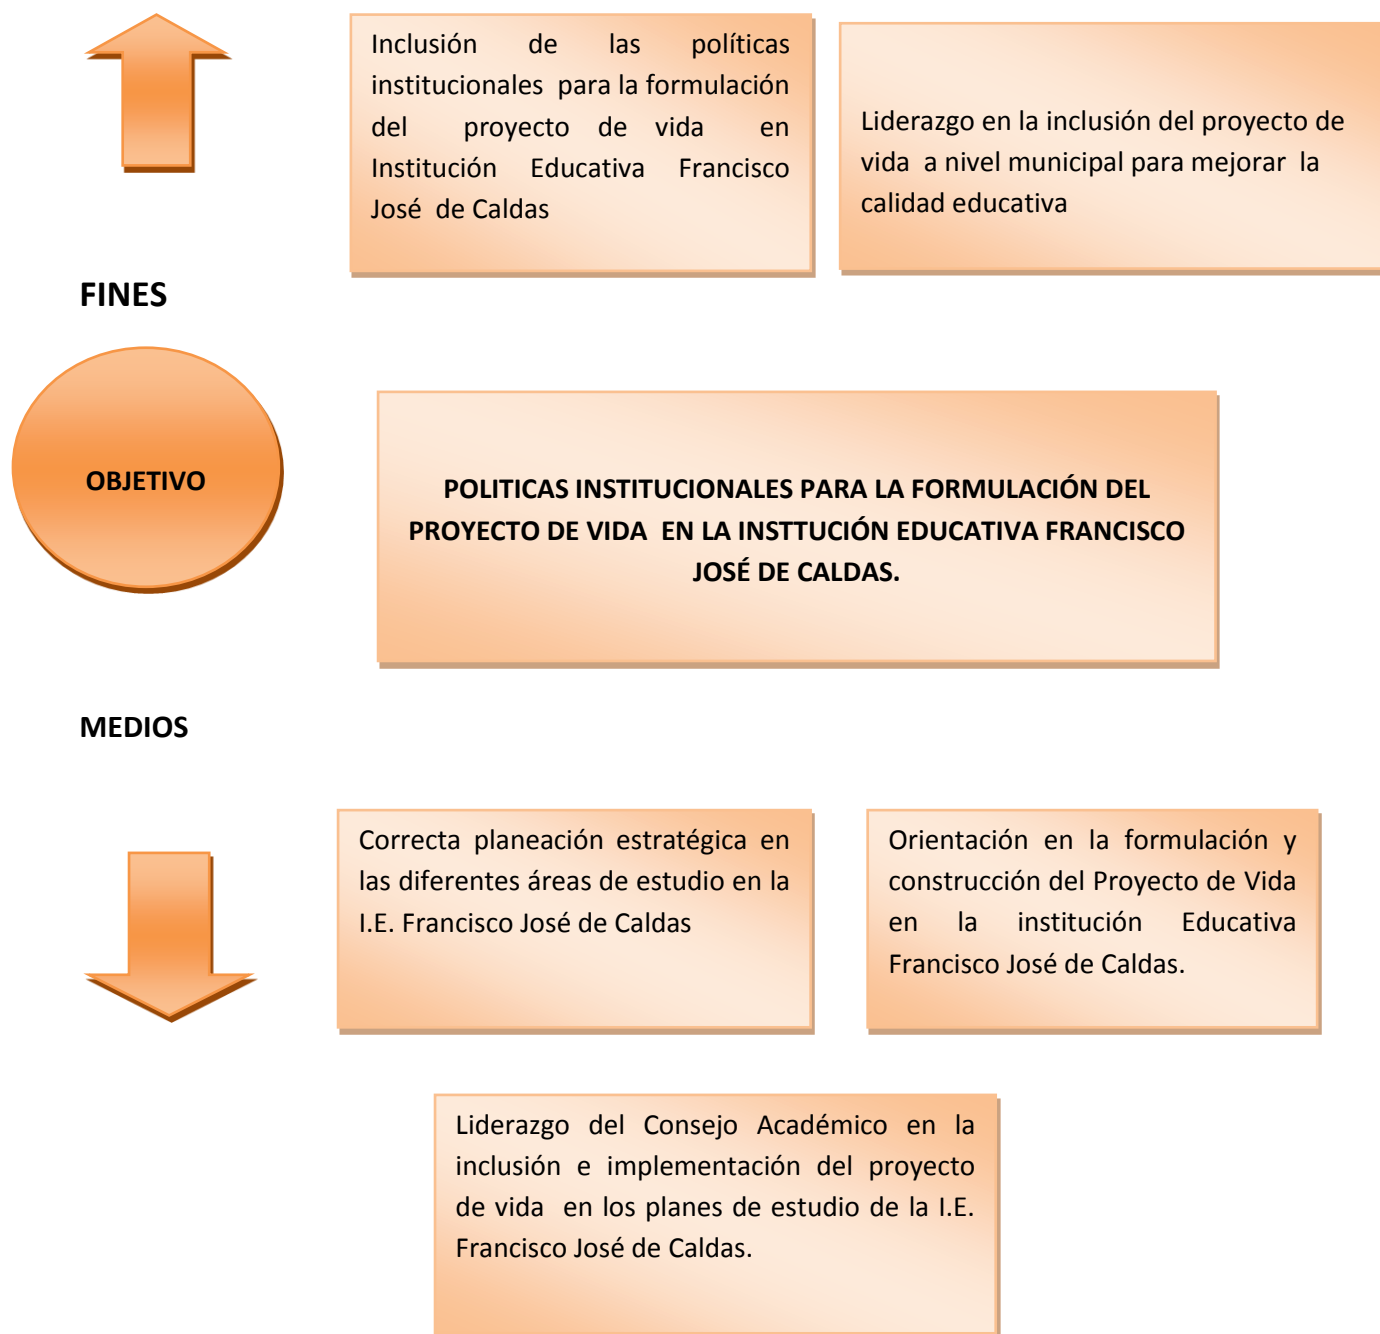 Inclusión de las políticas
institucionales para la formulación
del proyecto de vida en
Institución Educativa Francisco
José de Caldas
Liderazgo en la inclusión del proyecto de
vida a nivel municipal para mejorar la
calidad educativa
FINES
OBJETIVO
POLITICAS INSTITUCIONALES PARA LA FORMULACIÓN DEL
PROYECTO DE VIDA EN LA INSTTUCIÓN EDUCATIVA FRANCISCO
JOSÉ DE CALDAS.
MEDIOS
Correcta planeación estratégica en
las diferentes áreas de estudio en la
I.E. Francisco José de Caldas
Orientación en la formulación y
construcción del Proyecto de Vida
en la institución Educativa
Francisco José de Caldas.
Liderazgo del Consejo Académico en la
inclusión e implementación del proyecto
de vida en los planes de estudio de la I.E.
Francisco José de Caldas.